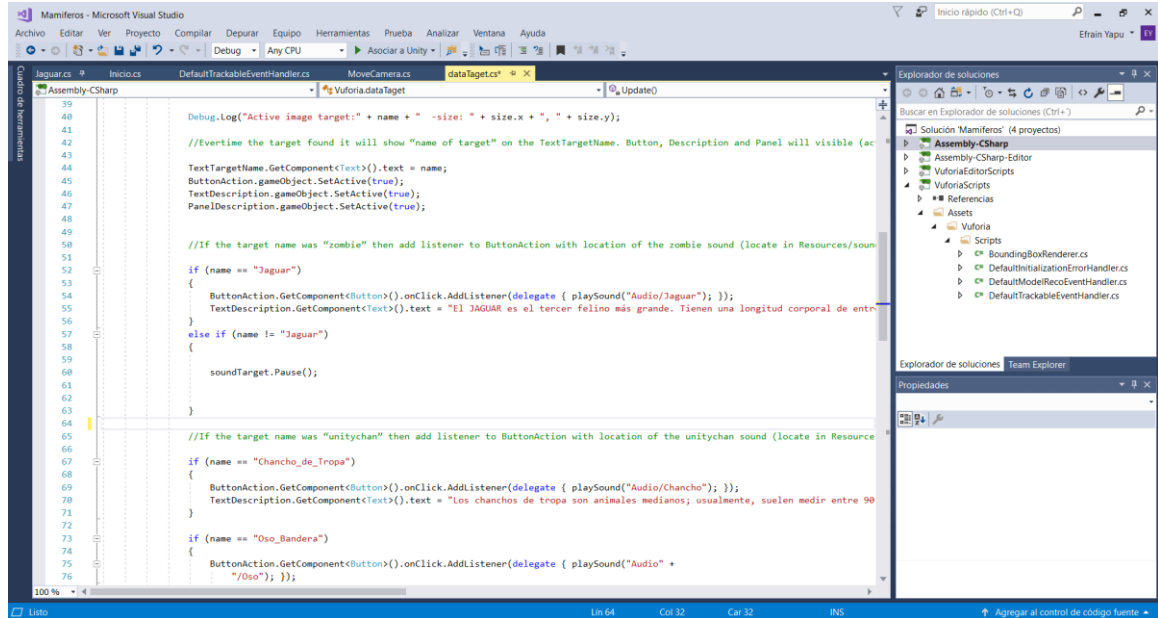 Mamiferos - Microsoft Visual Studio
Inicio rápido (Ctrl+Q)
Archivo Editar Ver Proyecto Compilar Depurar Equipo Herramientas Prueba Analizar Ventana Ayuda
Efrain Yapu EY
Debug Any CPU Asociar a Unity
Cuadro de herramientas
Jaguar.cs Inicio.cs DefaultTrackableEventHandler.cs MoveCamera.cs dataTaget.cs*
Assembly-CSharp Vuforia.dataTaget Update()
39
40 Debug.Log("Active image target:" + name + " -size: " + size.x + ", " + size.y);
41
42 //Evertime the target found it will show “name of target” on the TextTargetName. Button, Description and Panel will visible (ac
43
44 TextTargetName.GetComponent<Text>().text = name;
45 ButtonAction.gameObject.SetActive(true);
46 TextDescription.gameObject.SetActive(true);
47 PanelDescription.gameObject.SetActive(true);
48
49
50 //If the target name was “zombie” then add listener to ButtonAction with location of the zombie sound (locate in Resources/soun
51
52 if (name == "Jaguar")
53 {
54 ButtonAction.GetComponent<Button>().onClick.AddListener(delegate { playSound("Audio/Jaguar"); });
55 TextDescription.GetComponent<Text>().text = "El JAGUAR es el tercer felino más grande. Tienen una longitud corporal de entre
56 }
57 else if (name != "Jaguar")
58 {
59
60 soundTarget.Pause();
61
62
63 }
64
65 //If the target name was “unitychan” then add listener to ButtonAction with location of the unitychan sound (locate in Resource
66
67 if (name == "Chancho_de_Tropa")
68 {
69 ButtonAction.GetComponent<Button>().onClick.AddListener(delegate { playSound("Audio/Chancho"); });
70 TextDescription.GetComponent<Text>().text = "Los chanchos de tropa son animales medianos; usualmente, suelen medir entre 90
71 }
72
73 if (name == "Oso_Bandera")
74 {
75 ButtonAction.GetComponent<Button>().onClick.AddListener(delegate { playSound("Audio" +
76 "/Oso"); });
100 %
Explorador de soluciones
Buscar en Explorador de soluciones (Ctrl+¨)
Solución 'Mamiferos' (4 proyectos)
Assembly-CSharp
Assembly-CSharp-Editor
VuforiaEditorScripts
VuforiaScripts
Referencias
Assets
Vuforia
Scripts
BoundingBoxRenderer.cs
DefaultInitializationErrorHandler.cs
DefaultModelRecoEventHandler.cs
DefaultTrackableEventHandler.cs
Explorador de soluciones Team Explorer
Propiedades
Listo Lín 64 Col 32 Car 32 INS Agregar al control de código fuente